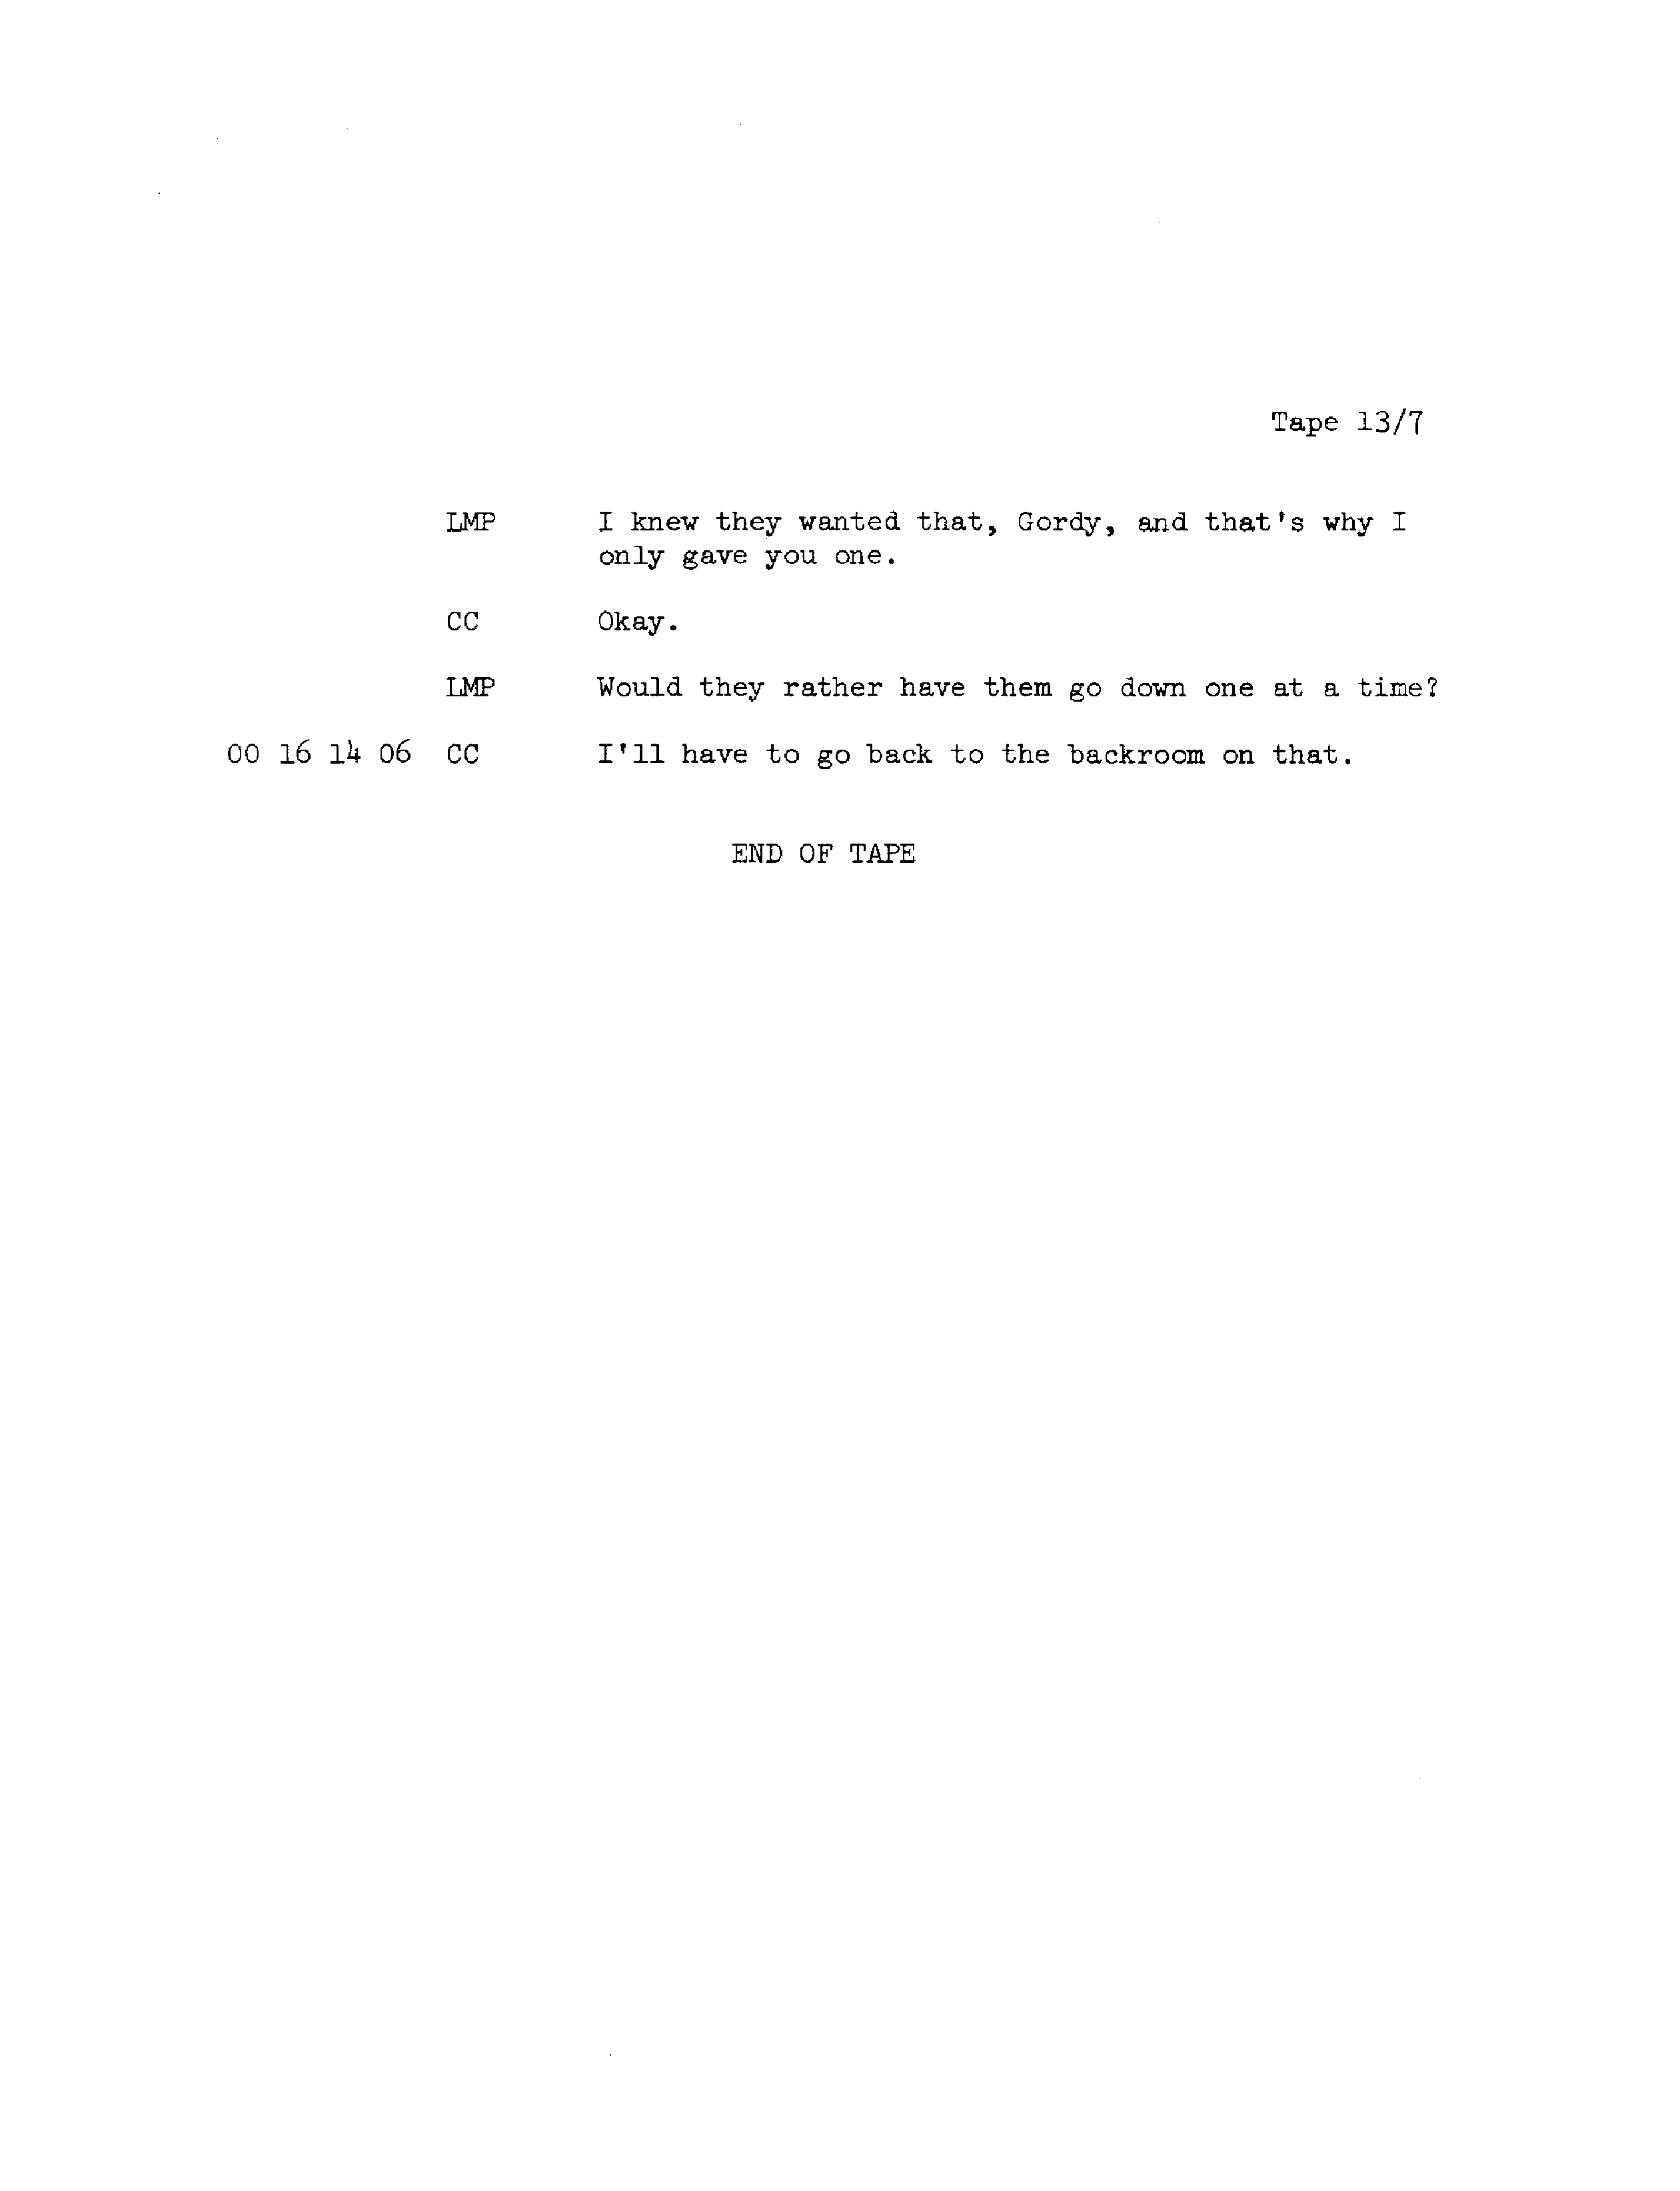 Tape 13/7
LMP I knew they wanted that, Gordy, and that's why I
only gave you one.
CC Okay.
LMP Would they rather have them go down one at a time?
00 16 14 06 CC I'll have to go back to the backroom on that.
END OF TAPE